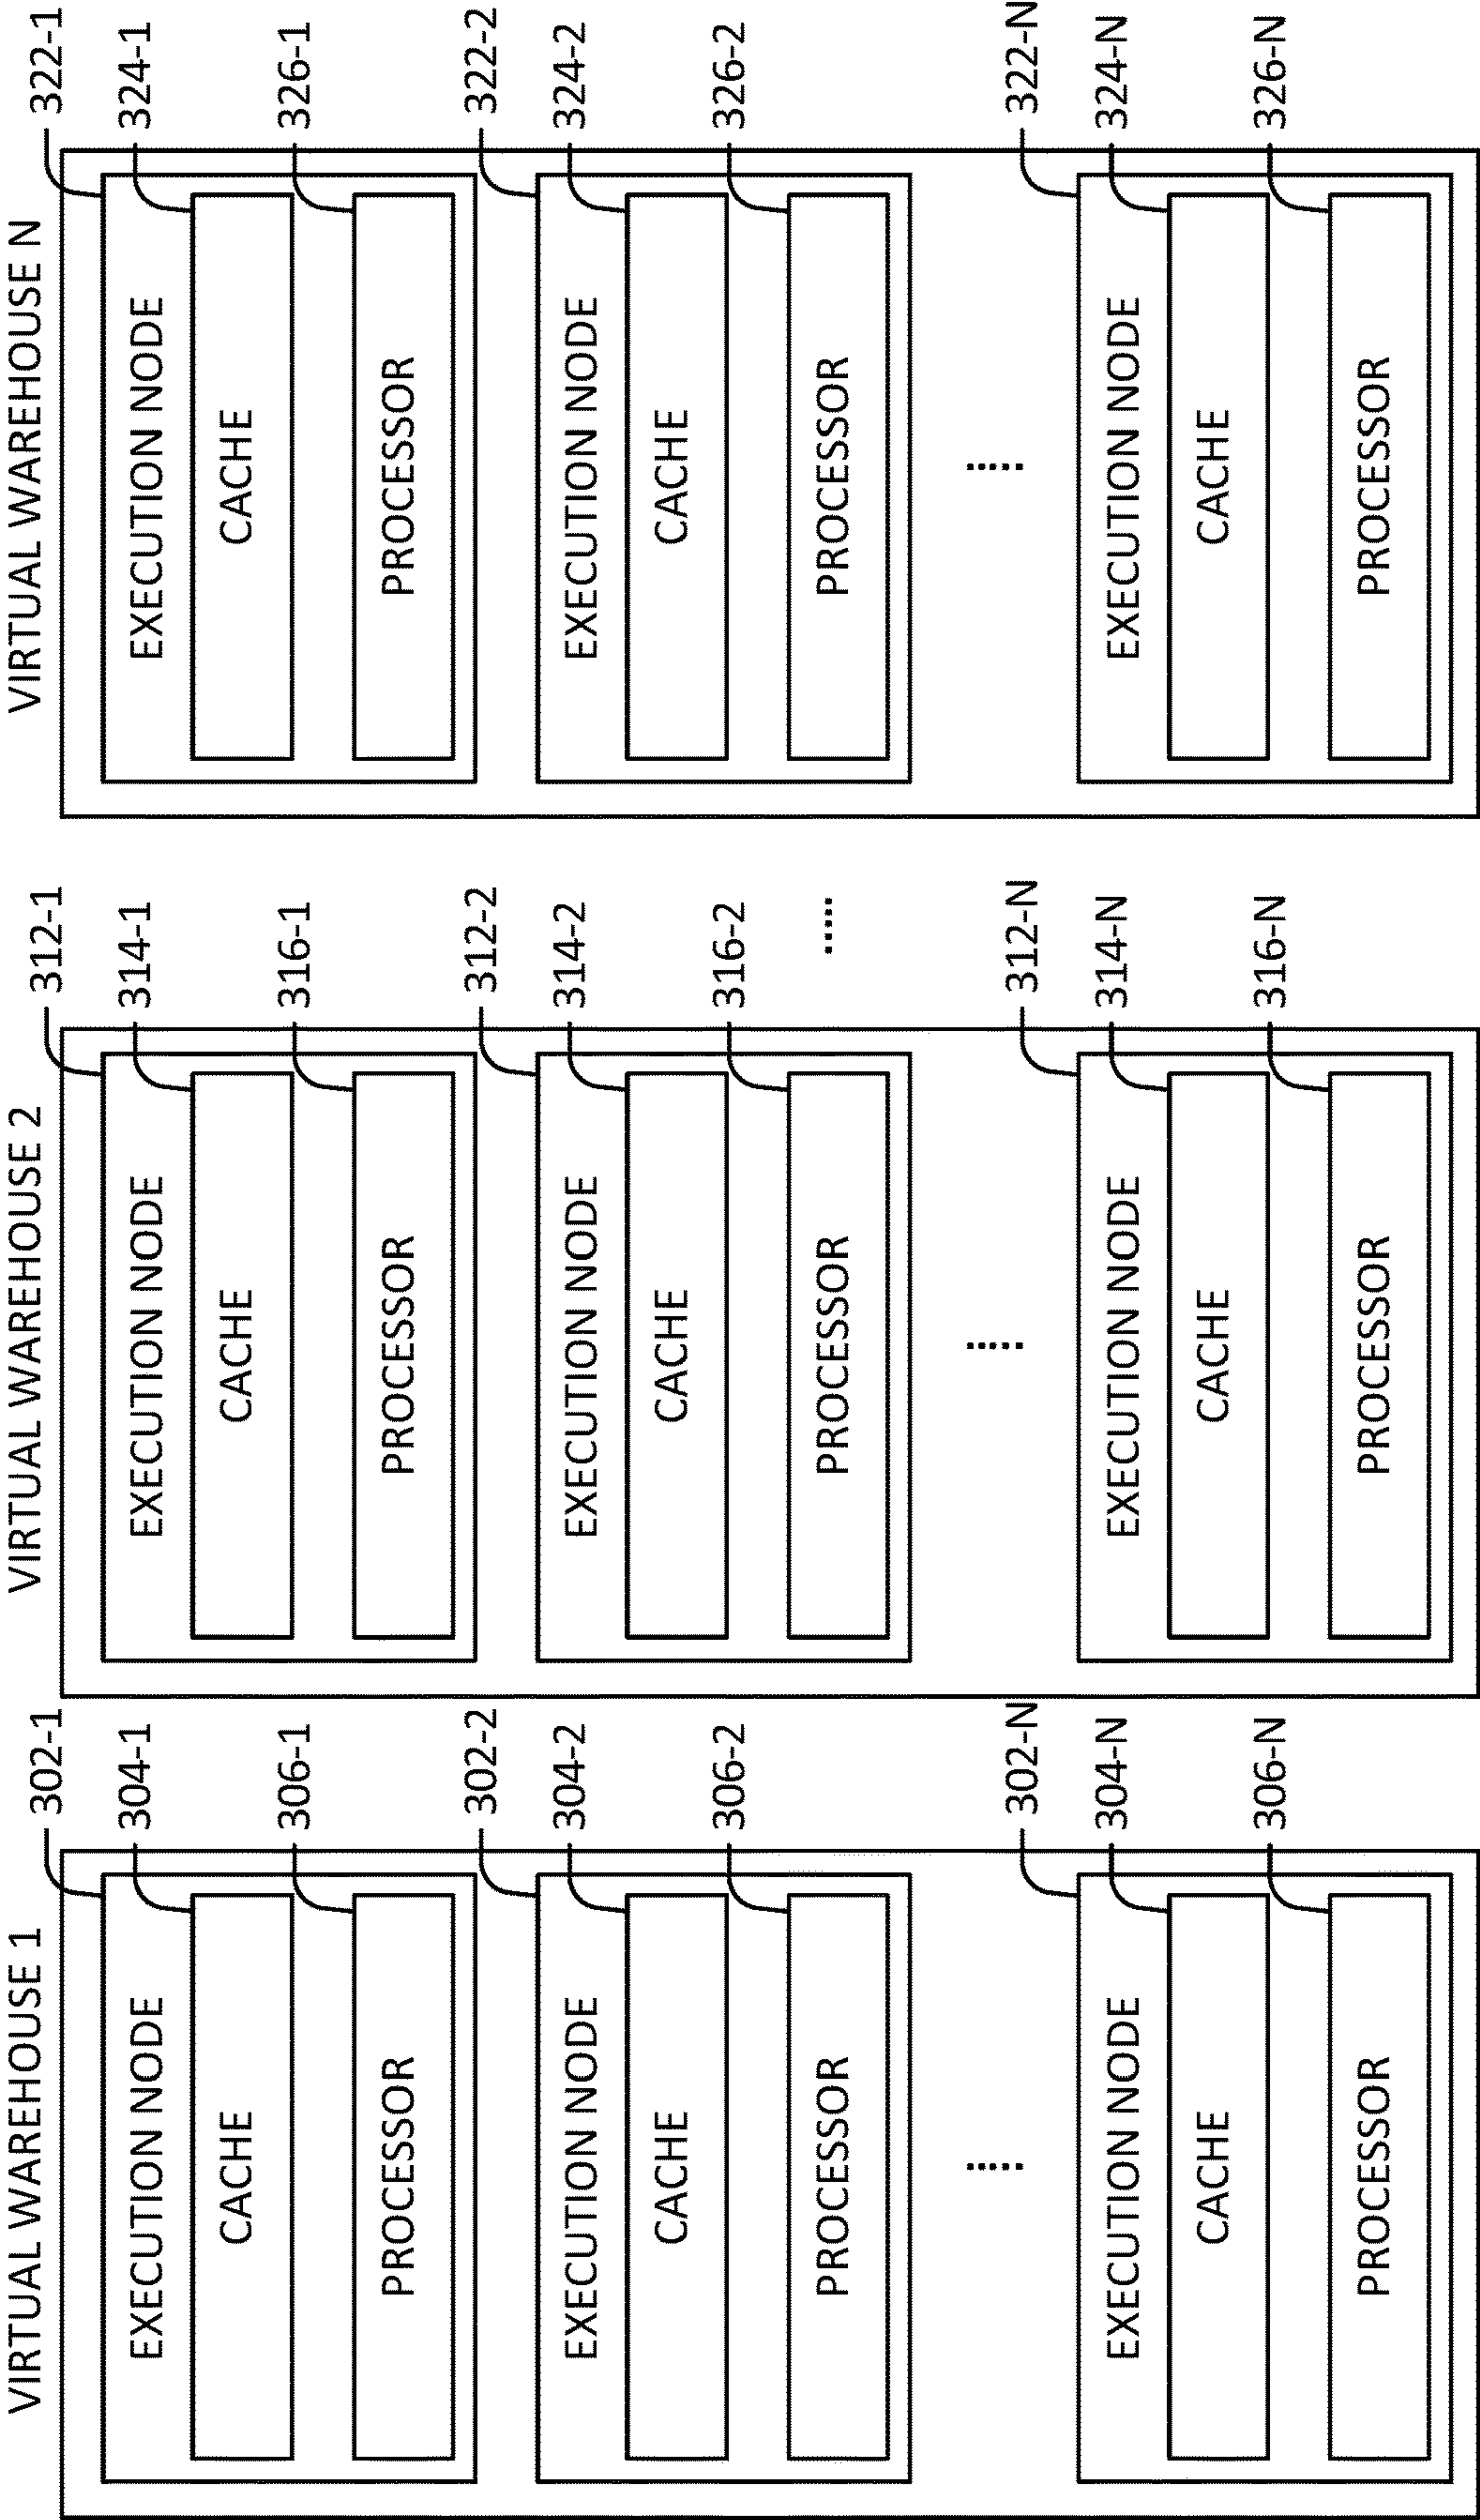 VIRTUAL WAREHOUSE 1
302-1
EXECUTION NODE
304-1
CACHE
306-1
PROCESSOR
302-2
EXECUTION NODE
304-2
CACHE
306-2
PROCESSOR
.....
302-N
EXECUTION NODE
304-N
CACHE
306-N
PROCESSOR
VIRTUAL WAREHOUSE 2
312-1
EXECUTION NODE
314-1
CACHE
316-1
PROCESSOR
312-2
EXECUTION NODE
314-2
CACHE
316-2
PROCESSOR
.....
312-N
EXECUTION NODE
314-N
CACHE
316-N
PROCESSOR
.....
VIRTUAL WAREHOUSE N
322-1
EXECUTION NODE
324-1
CACHE
326-1
PROCESSOR
322-2
EXECUTION NODE
324-2
CACHE
326-2
PROCESSOR
.....
322-N
EXECUTION NODE
324-N
CACHE
326-N
PROCESSOR